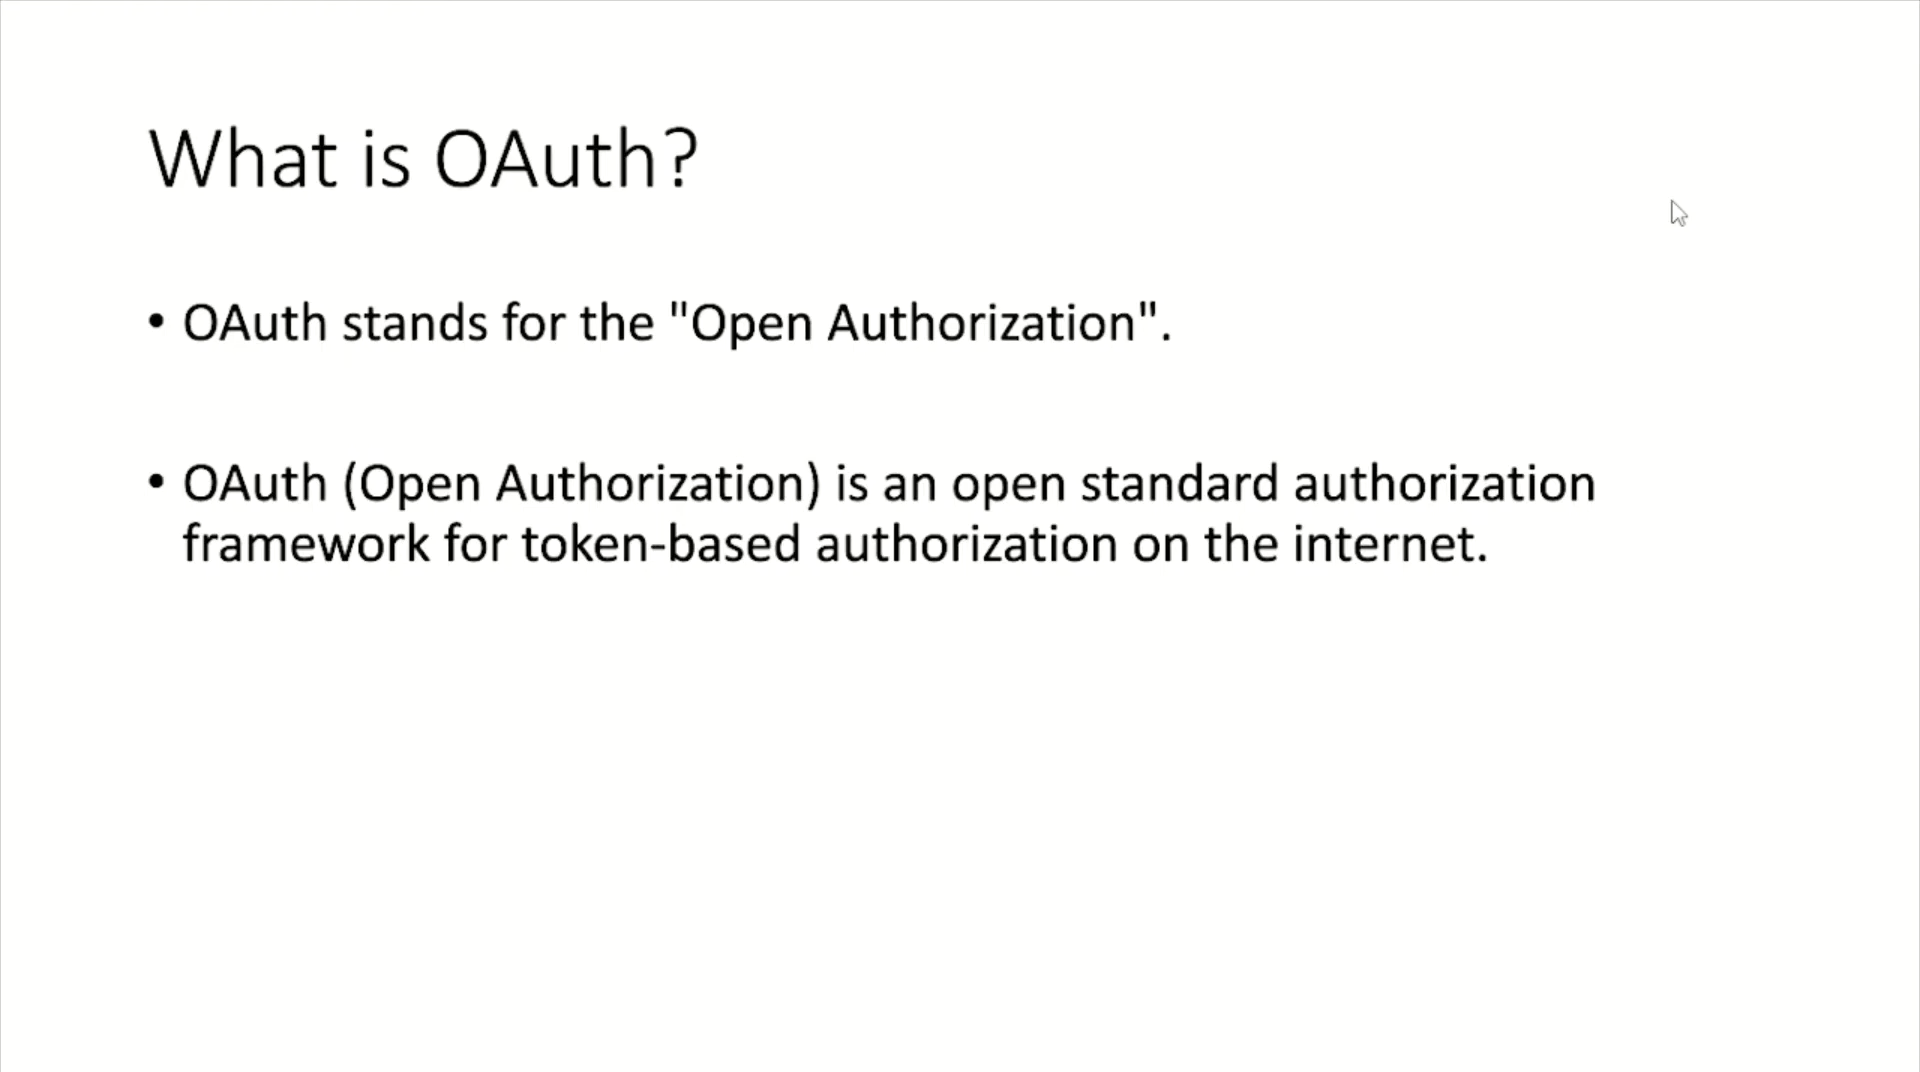 What is OAuth?
• OAuth stands for the "Open Authorization".
• OAuth (Open Authorization) is an open standard authorization
framework for token-based authorization on the internet.